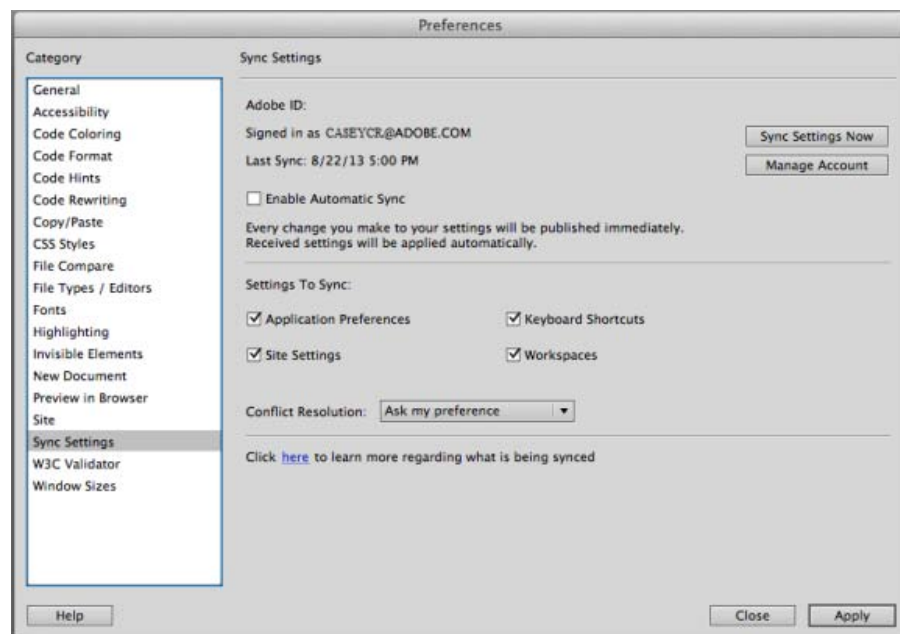 Preferences
Category
General
Accessibility
Code Coloring
Code Format
Code Hints
Code Rewriting
Copy/Paste
CSS Styles
File Compare
File Types / Editors
Fonts
Highlighting
Invisible Elements
New Document
Preview in Browser
Site
Sync Settings
W3C Validator
Window Sizes
Sync Settings
Adobe ID:
Signed in as CASEYCR@ADOBE.COM
Sync Settings Now
Last Sync: 8/22/13 5:00 PM
Manage Account
Enable Automatic Sync
Every change you make to your settings will be published immediately.
Received settings will be applied automatically.
Settings To Sync:
Application Preferences
Keyboard Shortcuts
Site Settings
Workspaces
Conflict Resolution: Ask my preference
Click here to learn more regarding what is being synced
Help
Close
Apply